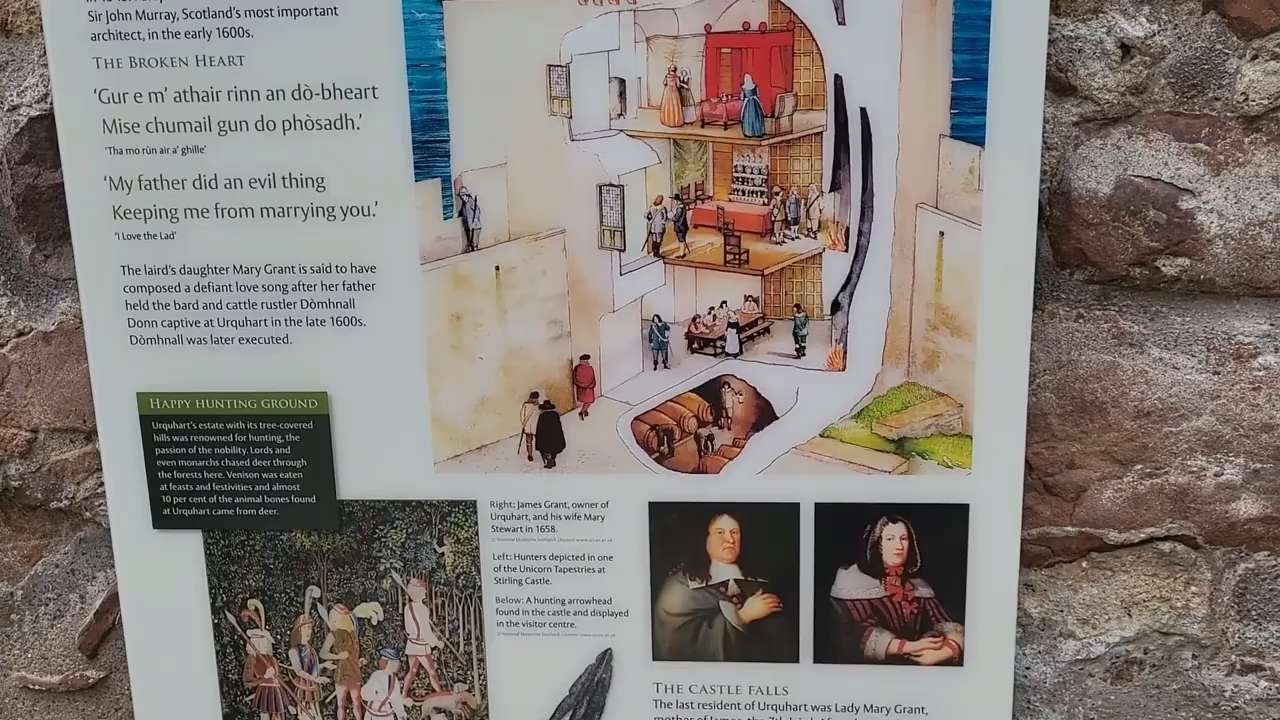 Sir John Murray, Scotland's most important
architect, in the early 1600s.
THE BROKEN HEART
'Gur e m' athair rinn an dò-bheart
Mise chumail gun do phòsadh.'
'Tha mo rùn air a' ghille'
'My father did an evil thing
Keeping me from marrying you.'
'I Love the Lad'
The laird's daughter Mary Grant is said to have
composed a defiant love song after her father
held the bard and cattle rustler Dòmhnall
Donn captive at Urquhart in the late 1600s.
Dòmhnall was later executed.
HAPPY HUNTING GROUND
Urquhart's estate with its tree-covered
hills was renowned for hunting, the
passion of the nobility. Lords and
even monarchs chased deer through
the forests here. Venison was eaten
at feasts and festivities and almost
10 per cent of the animal bones found
at Urquhart came from deer.
Right: James Grant, owner of
Urquhart, and his wife Mary
Stewart in 1658.
Left: Hunters depicted in one
of the Unicorn Tapestries at
Stirling Castle.
Below: A hunting arrowhead
found in the castle and displayed
in the visitor centre.
THE CASTLE FALLS
The last resident of Urquhart was Lady Mary Grant,